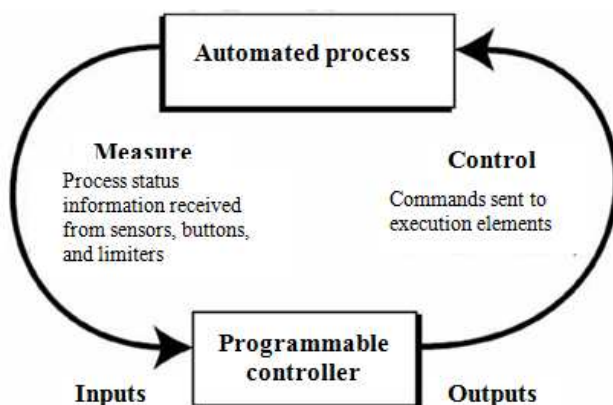 Automated process
Measure
Process status
information received
from sensors, buttons,
and limiters
Control
Commands sent to
execution elements
Programmable
controller
Inputs
Outputs